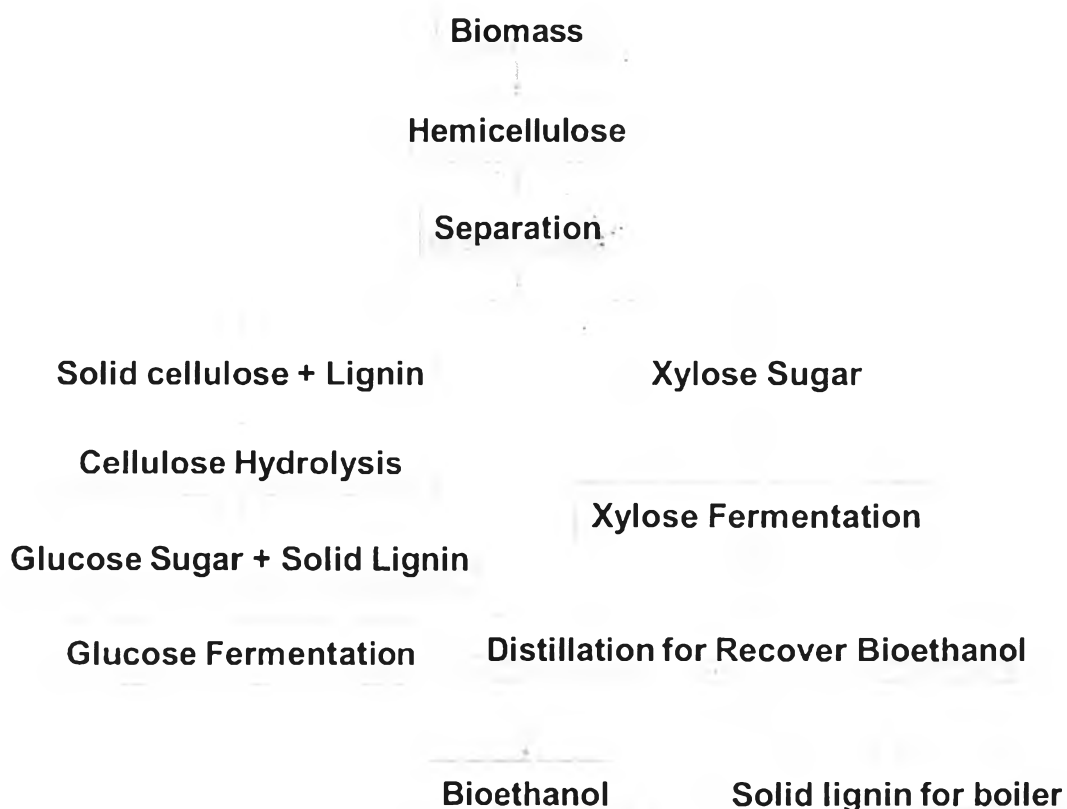 Biomass
Hemicellulose
Separation
Solid cellulose + Lignin
Xylose Sugar
Cellulose Hydrolysis
Xylose Fermentation
Glucose Sugar + Solid Lignin
Glucose Fermentation
Distillation for Recover Bioethanol
Bioethanol
Solid lignin for boiler